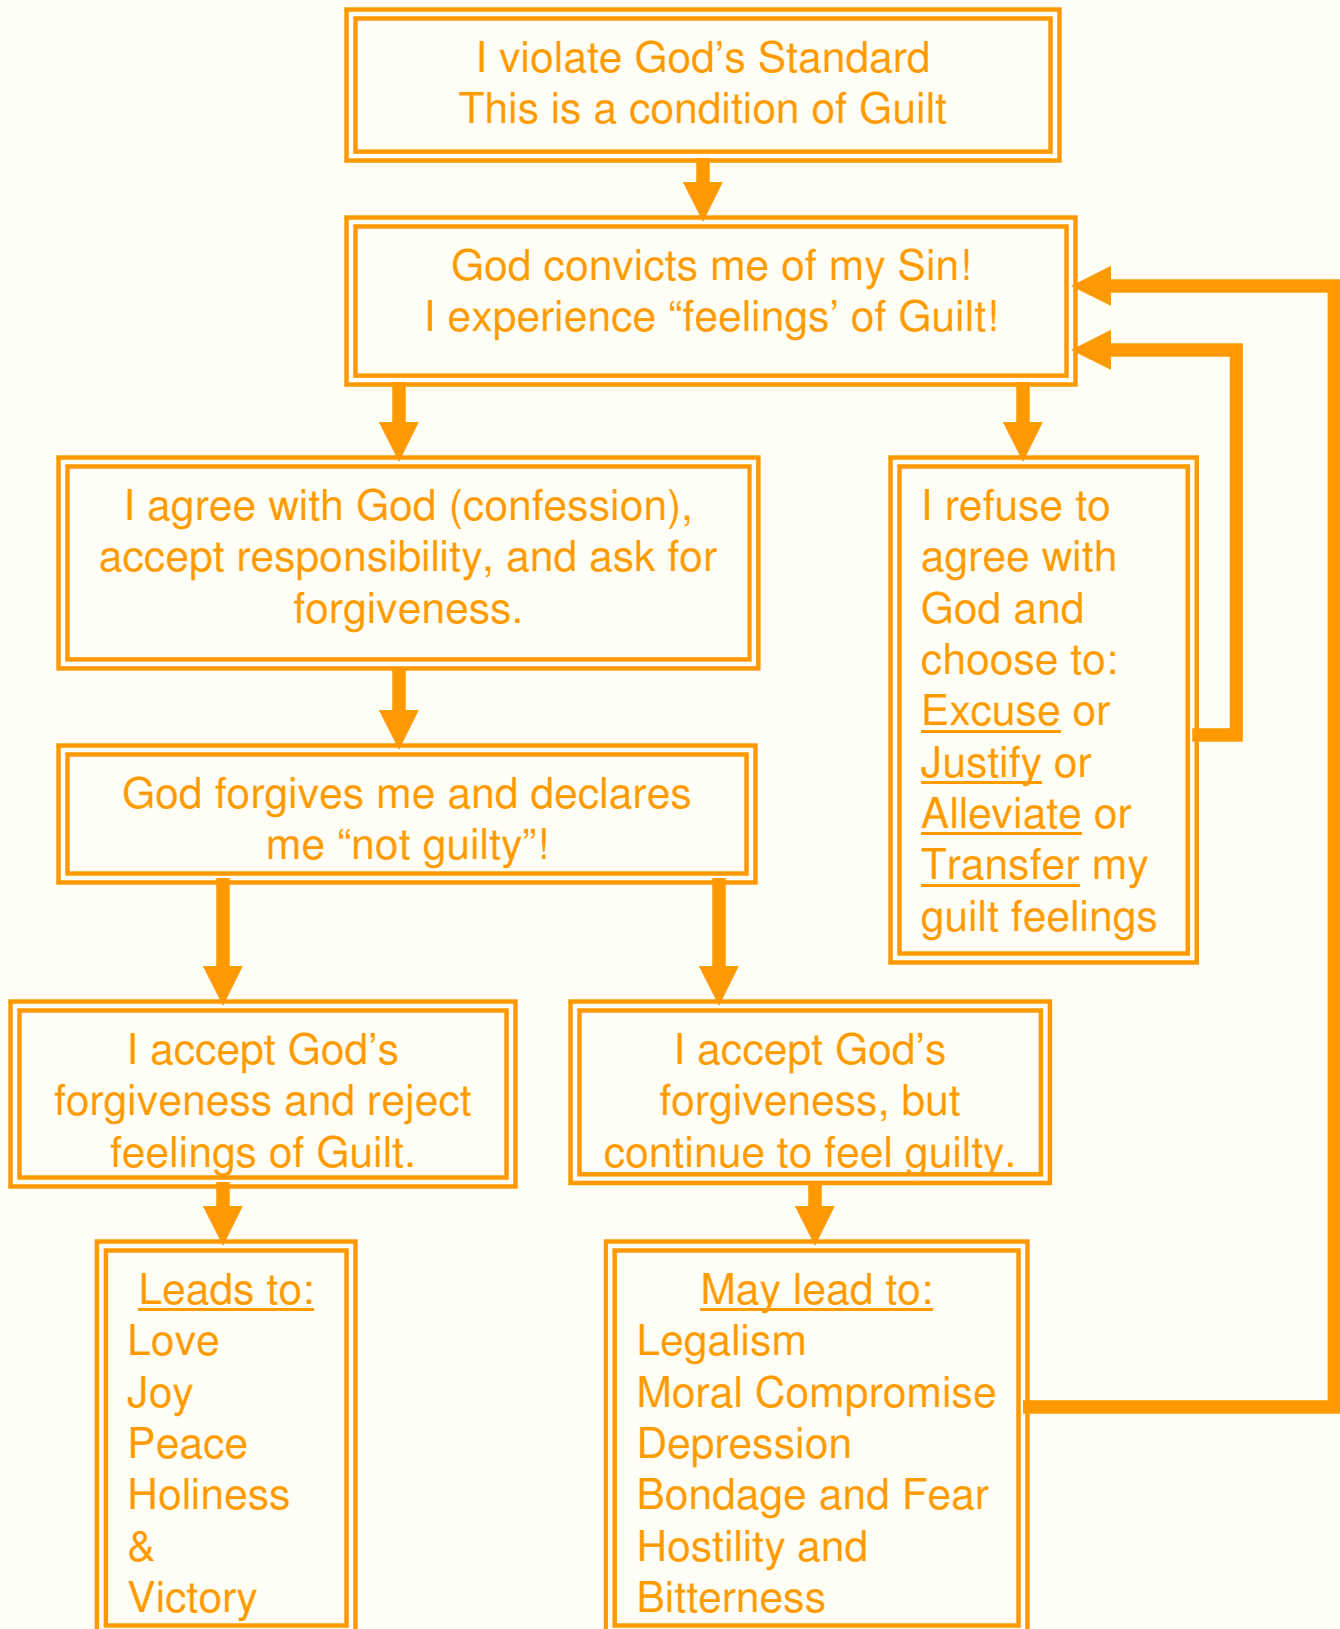 I violate God’s Standard
This is a condition of Guilt
God convicts me of my Sin!
I experience “feelings’ of Guilt!
I agree with God (confession),
accept responsibility, and ask for
forgiveness.
I refuse to
agree with
God and
choose to:
Excuse or
Justify or
Alleviate or
Transfer my
guilt feelings
God forgives me and declares
me “not guilty”!
I accept God’s
forgiveness and reject
feelings of Guilt.
I accept God’s
forgiveness, but
continue to feel guilty.
Leads to:
Love
Joy
Peace
Holiness
&
Victory
May lead to:
Legalism
Moral Compromise
Depression
Bondage and Fear
Hostility and
Bitterness